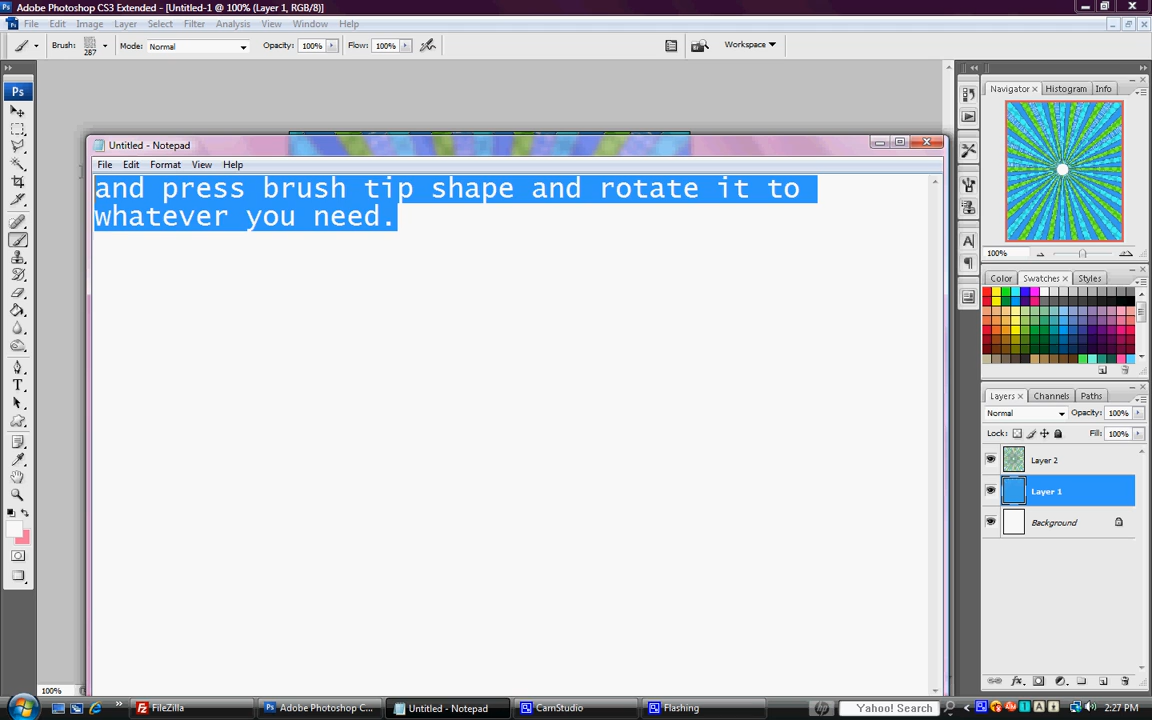 Adobe Photoshop CS3 Extended - [Untitled-1 @ 100% (Layer 1, RGB/8)]
File Edit Image Layer Select Filter Analysis View Window Help
Brush: 287 Mode: Normal Opacity: 100% Flow: 100% Workspace
Ps
Navigator x Histogram Info
Untitled - Notepad
File Edit Format View Help
and press brush tip shape and rotate it to
whatever you need.
100%
Color Swatches x Styles
Layers x Channels Paths
Normal Opacity: 100%
Lock: Fill: 100%
Layer 2
Layer 1
Background
T
100%
FileZilla Adobe Photoshop C... Untitled - Notepad CamStudio Flashing Yahoo! Search 2:27 PM